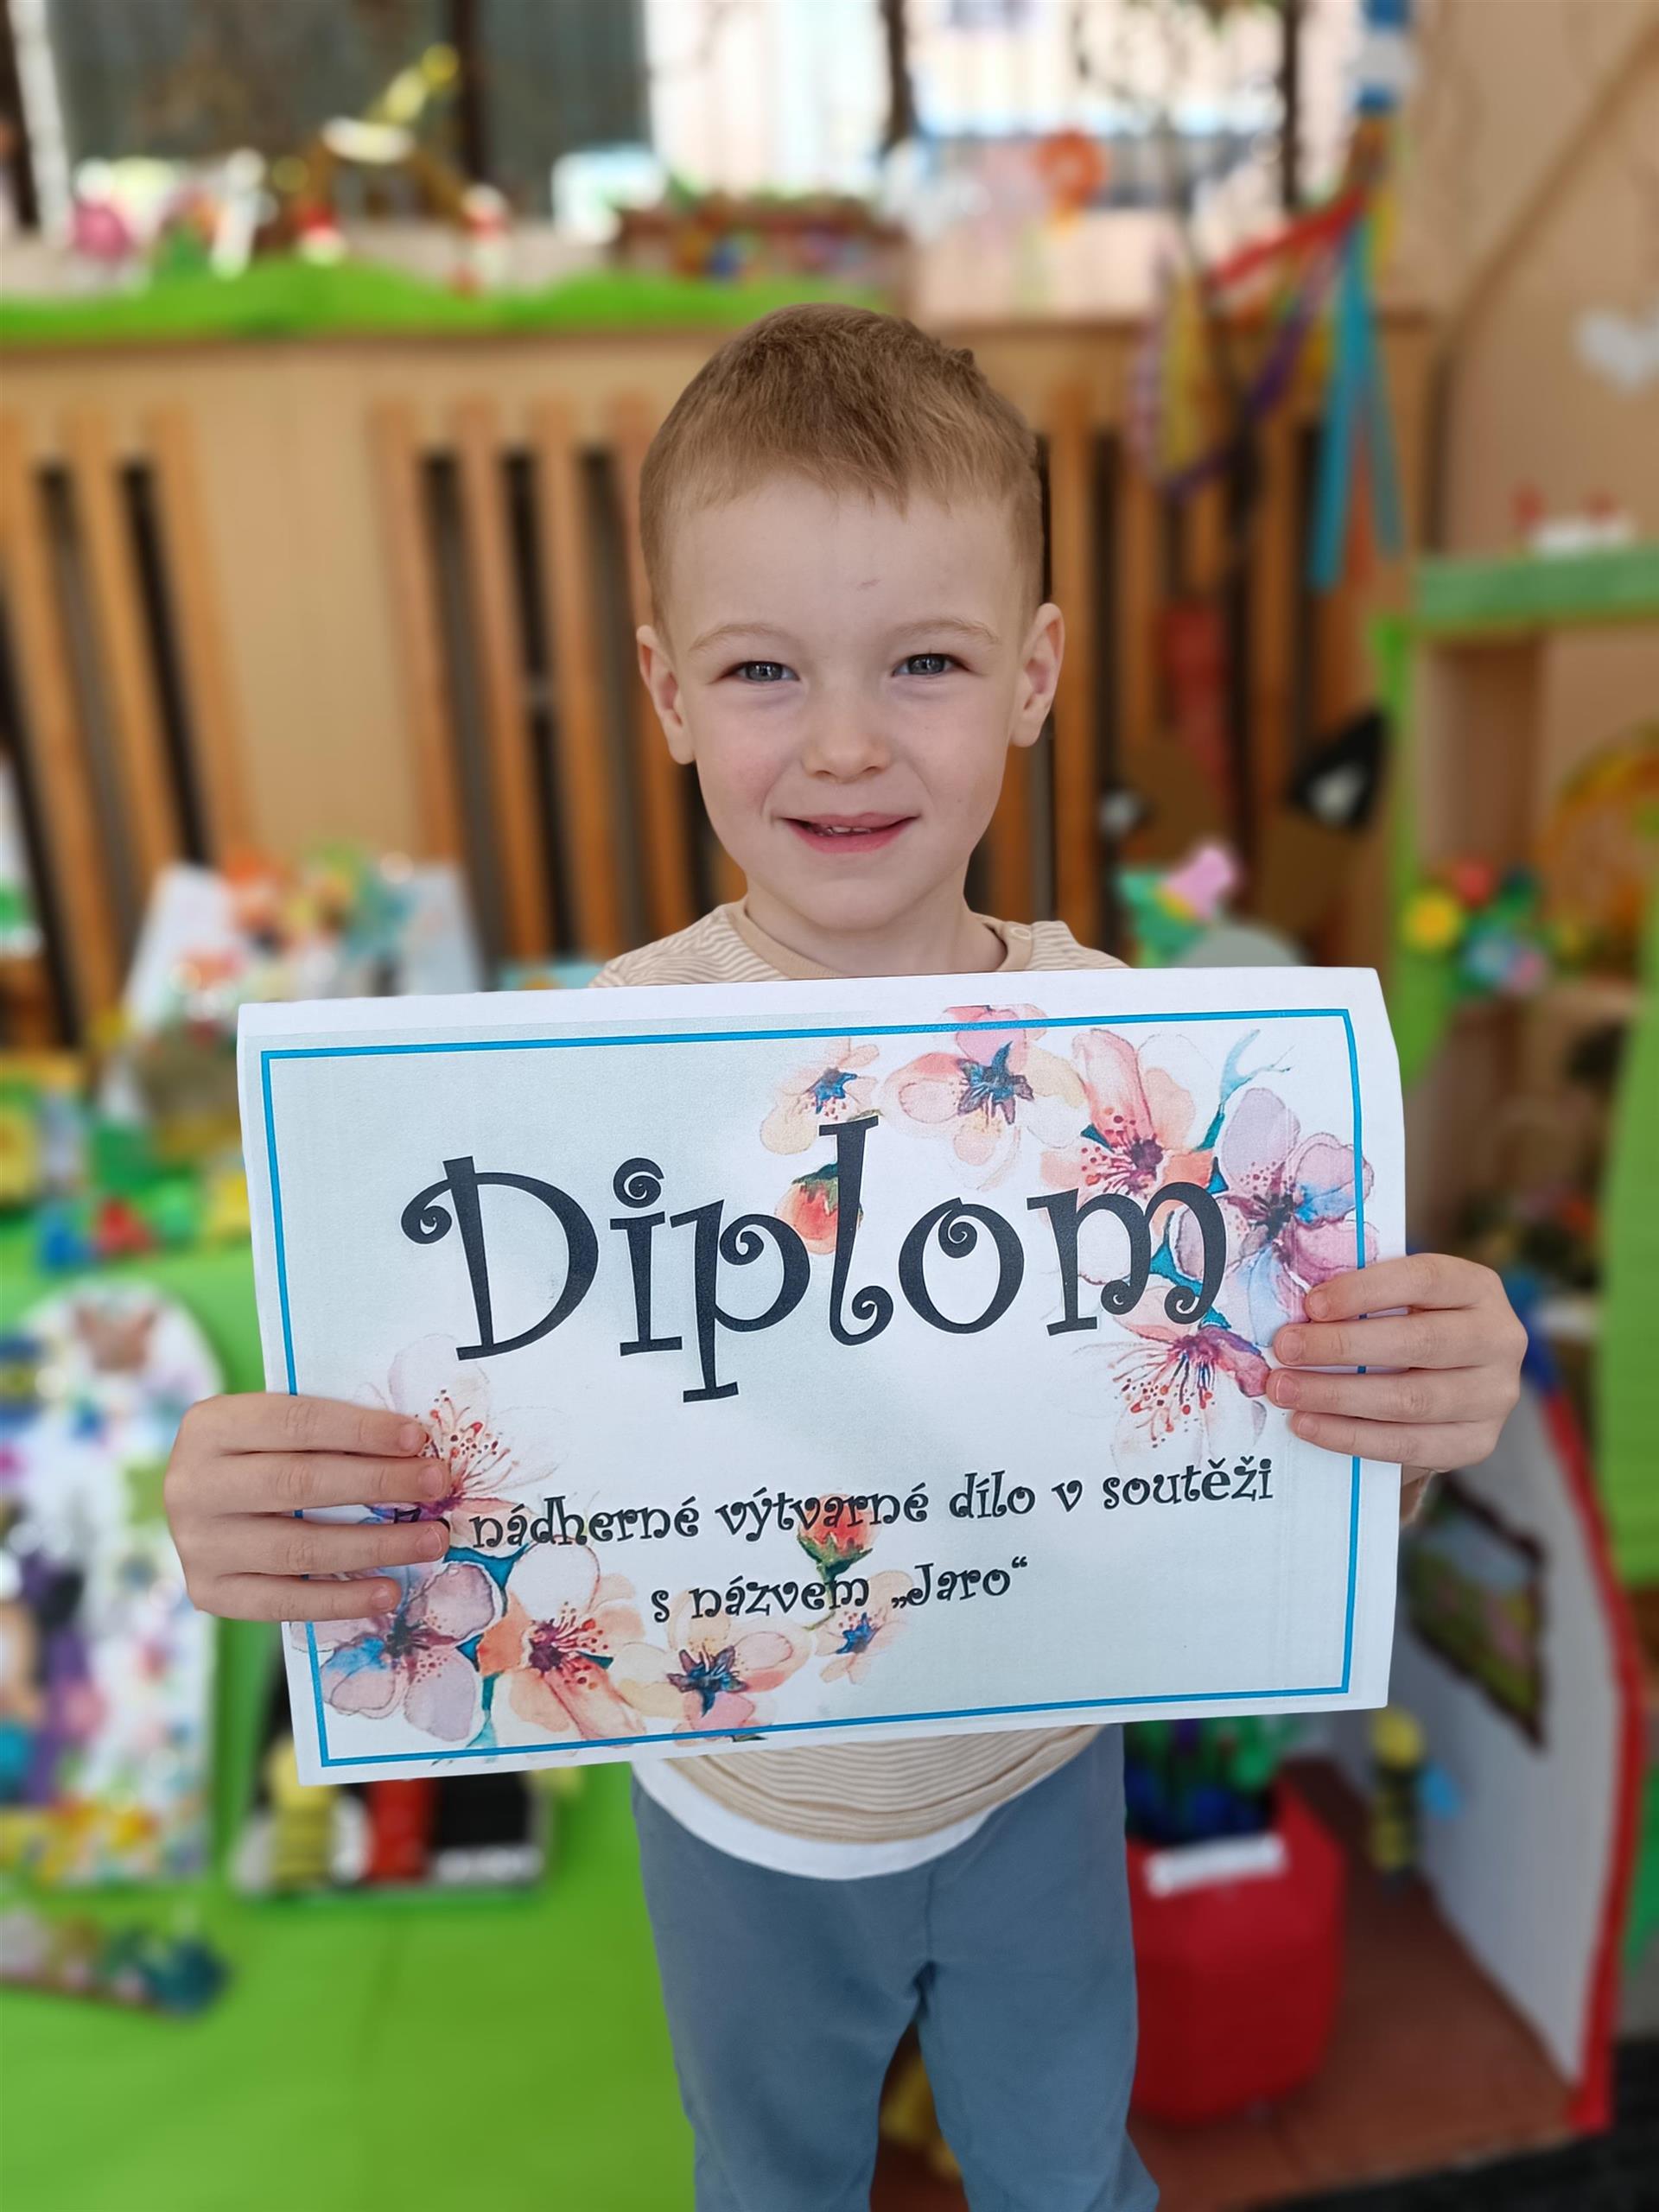 Diplom
nádherné výtvarné dílo v soutěži
s názvem „Jaro“